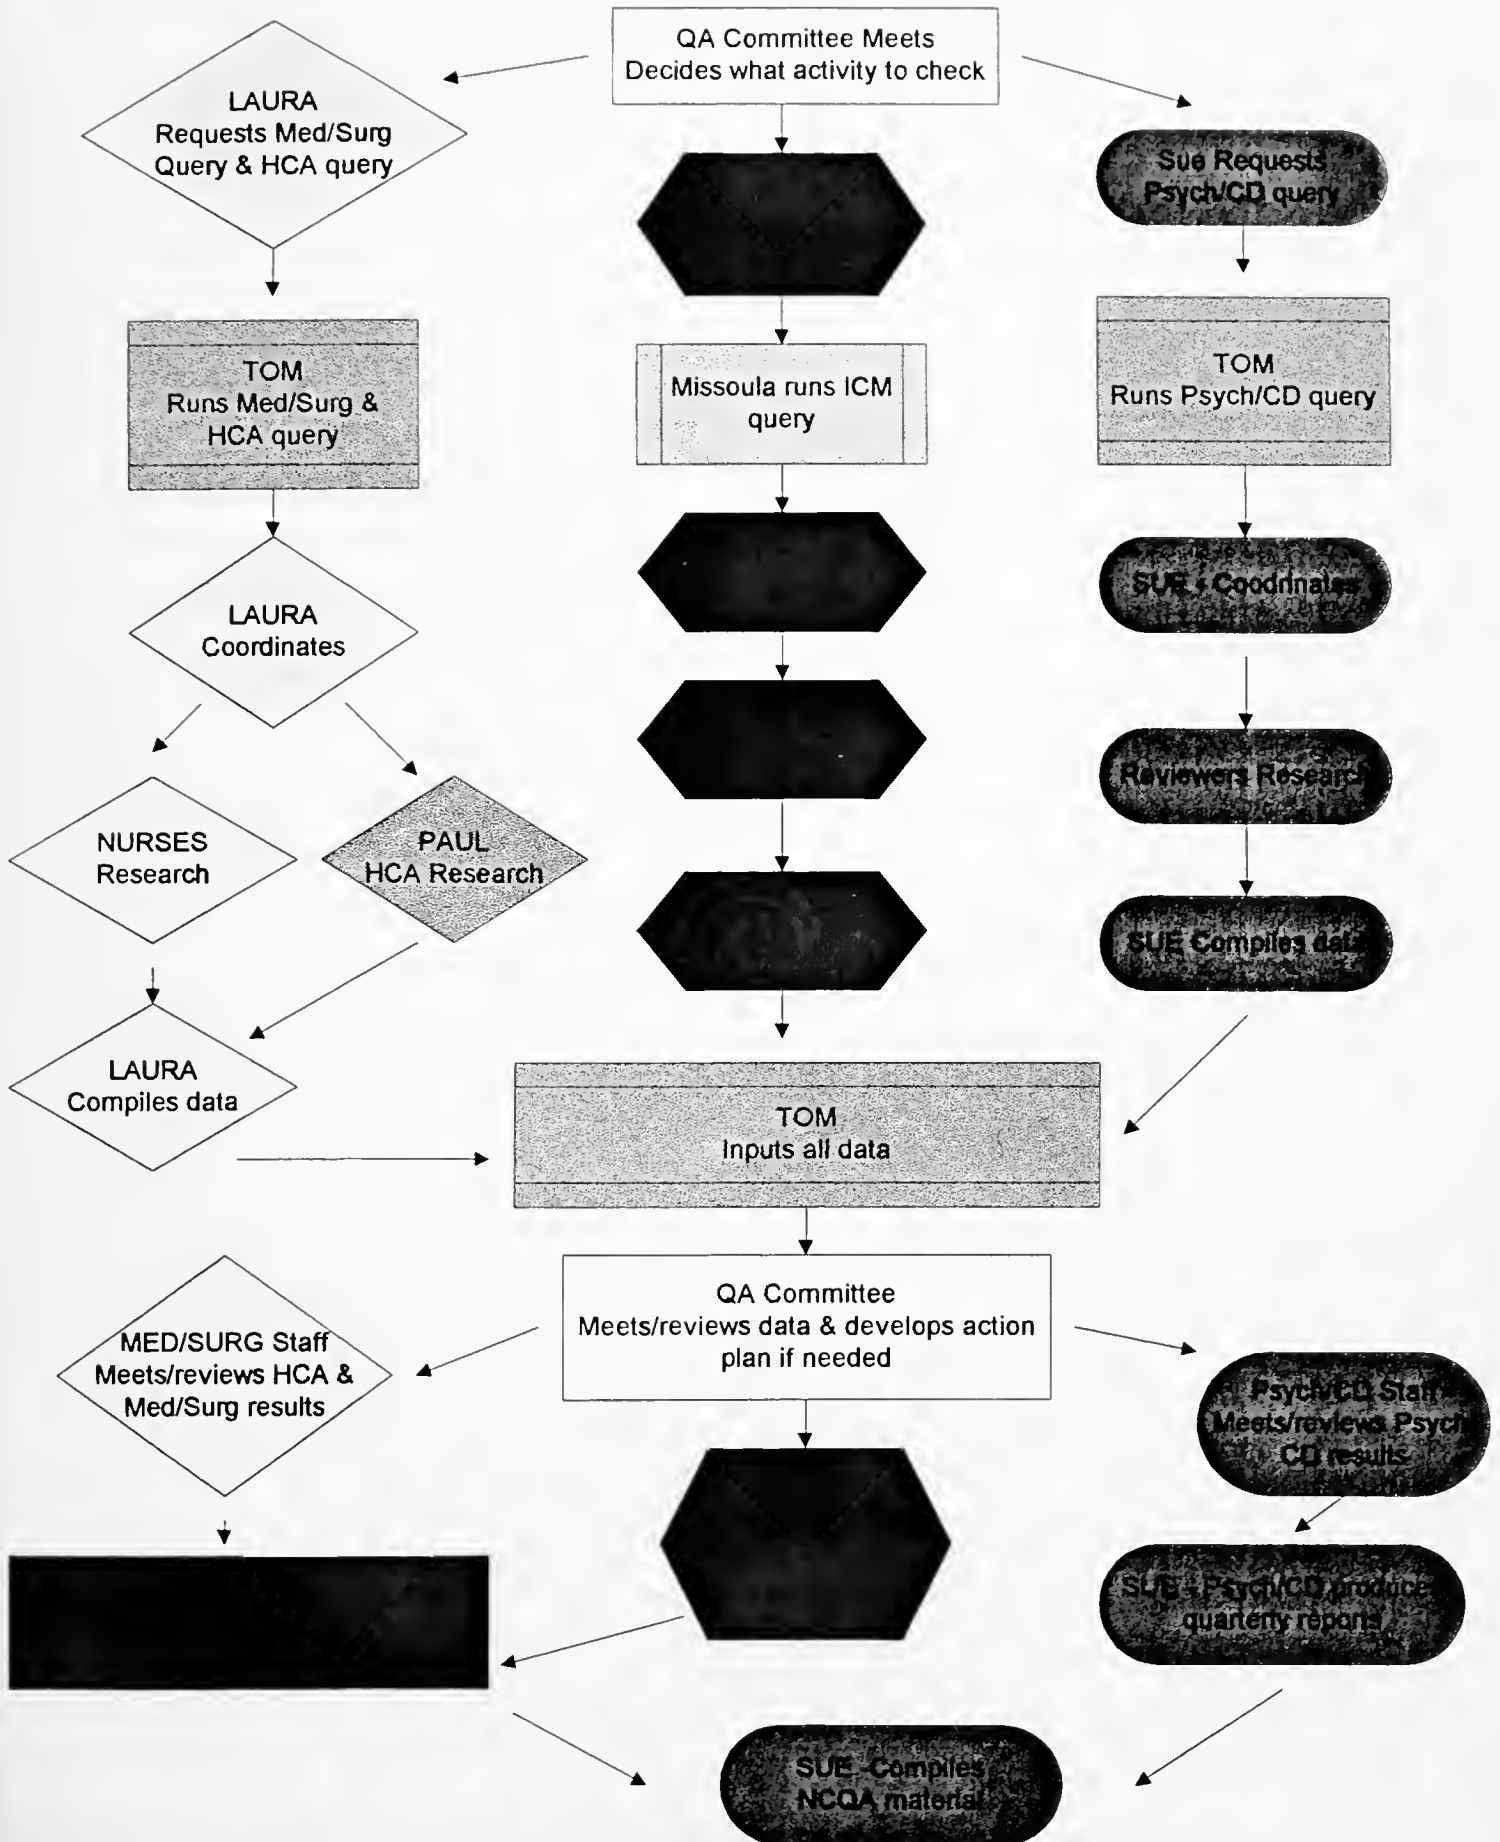 QA Committee Meets
Decides what activity to check
LAURA
Requests Med/Surg
Query & HCA query
Sue Requests
Psych/CD query
TOM
Runs Med/Surg &
HCA query
Missoula runs ICM
query
TOM
Runs Psych/CD query
LAURA
Coordinates
SUE - Coodrinates
NURSES
Research
PAUL
HCA Research
Reviewers Research
SUE Compiles data
LAURA
Compiles data
TOM
Inputs all data
QA Committee
Meets/reviews data & develops action
plan if needed
MED/SURG Staff
Meets/reviews HCA &
Med/Surg results
Psych/CD Staff
Meets/reviews Psych
CD results
SUE - Psych/CD produce
quarterly reports
SUE -Compiles
NCQA material